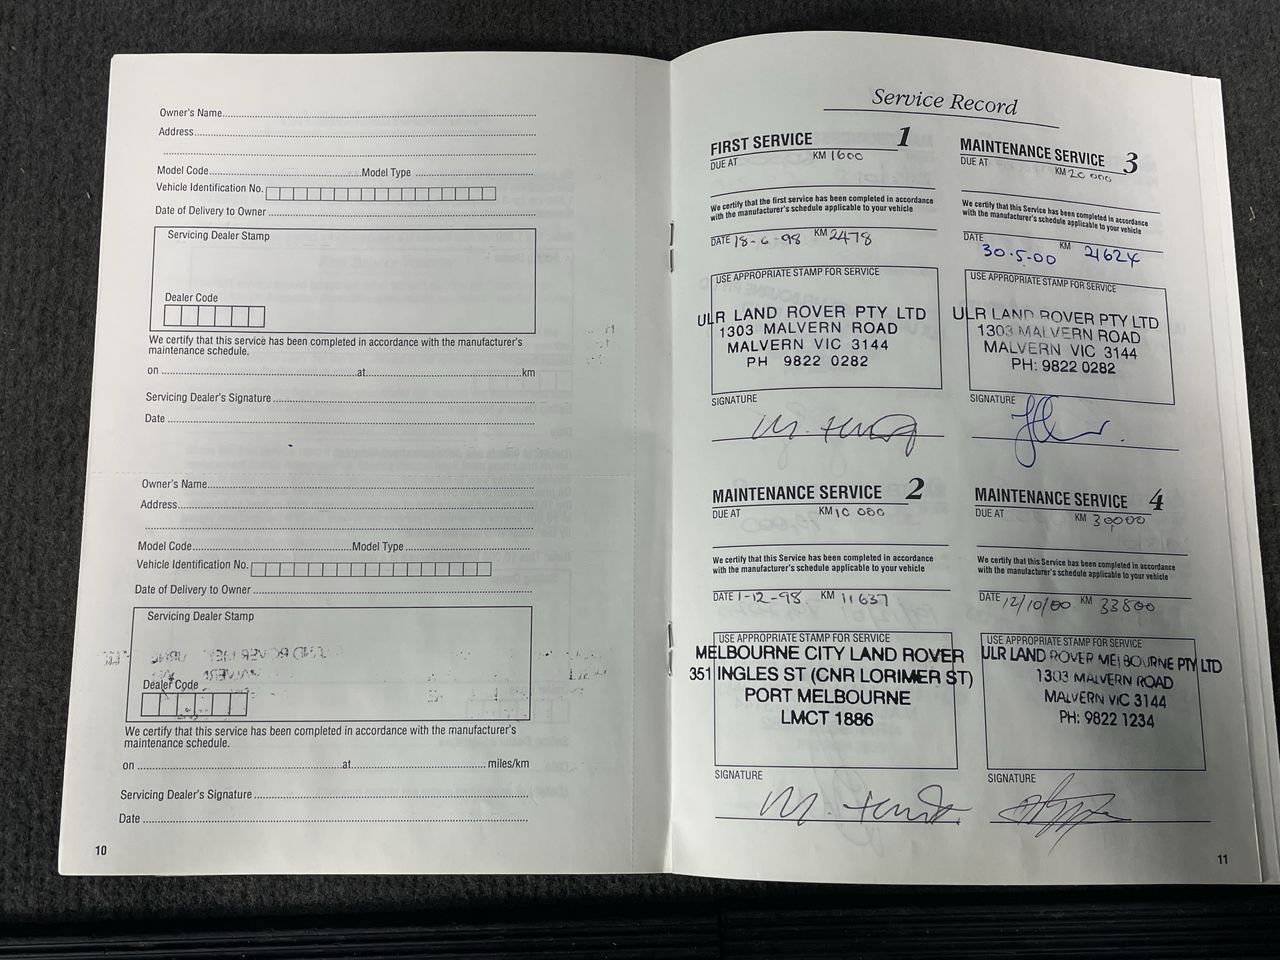 Owner's Name
Address
Model Code Model Type
Vehicle Identification No.
Date of Delivery to Owner
Servicing Dealer Stamp
Dealer Code
We certify that this service has been completed in accordance with the manufacturer's
maintenance schedule.
on at km
Servicing Dealer's Signature
Date
Owner's Name
Address
Model Code Model Type
Vehicle Identification No.
Date of Delivery to Owner
Servicing Dealer Stamp
Dealer Code
We certify that this service has been completed in accordance with the manufacturer's
maintenance schedule.
on at miles/km
Servicing Dealer's Signature
Date
10
Service Record
FIRST SERVICE 1
DUE AT KM 1600
We certify that the first service has been completed in accordance
with the manufacturer's schedule applicable to your vehicle
DATE 18-6-98 KM 2478
USE APPROPRIATE STAMP FOR SERVICE
ULR LAND ROVER PTY LTD
1303 MALVERN ROAD
MALVERN VIC 3144
PH 9822 0282
SIGNATURE
MAINTENANCE SERVICE 2
DUE AT KM 10 000
We certify that this Service has been completed in accordance
with the manufacturer's schedule applicable to your vehicle
DATE 1-12-98 KM 11637
USE APPROPRIATE STAMP FOR SERVICE
MELBOURNE CITY LAND ROVER
351 INGLES ST (CNR LORIMER ST)
PORT MELBOURNE
LMCT 1886
SIGNATURE
MAINTENANCE SERVICE 3
DUE AT KM 20 000
We certify that this Service has been completed in accordance
with the manufacturer's schedule applicable to your vehicle
DATE 30.5.00 KM 21624
USE APPROPRIATE STAMP FOR SERVICE
ULR LAND ROVER PTY LTD
1303 MALVERN ROAD
MALVERN VIC 3144
PH: 9822 0282
SIGNATURE
MAINTENANCE SERVICE 4
DUE AT KM 30000
We certify that this Service has been completed in accordance
with the manufacturer's schedule applicable to your vehicle
DATE 12/10/00 KM 33800
USE APPROPRIATE STAMP FOR SERVICE
ULR LAND ROVER MELBOURNE PTY LTD
1303 MALVERN ROAD
MALVERN VIC 3144
PH: 9822 1234
SIGNATURE
11